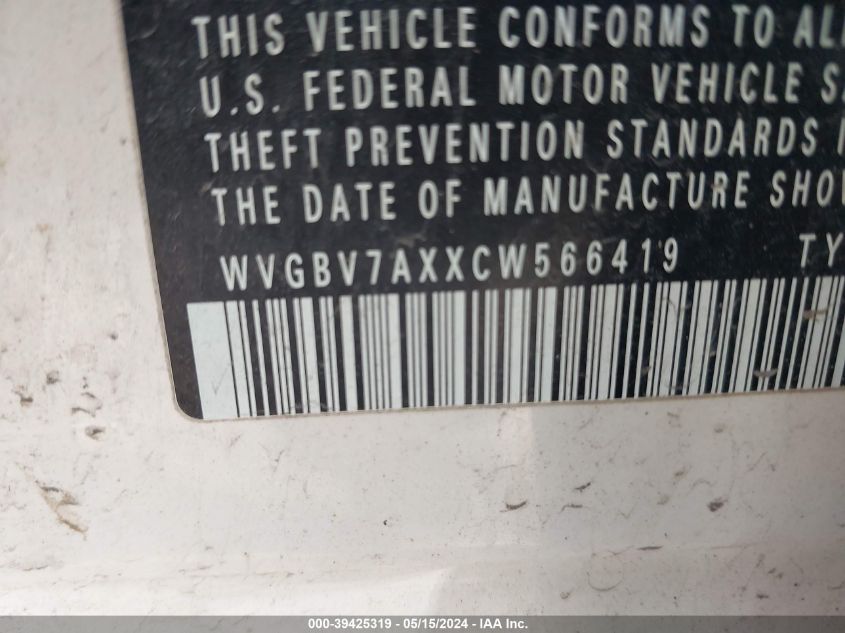 THIS VEHICLE CONFORMS TO AL
U.S. FEDERAL MOTOR VEHICLE S
THEFT PREVENTION STANDARDS I
THE DATE OF MANUFACTURE SHO
WVGBV7AXXCW566419 TY
000-39425319 - 05/15/2024 - IAA Inc.